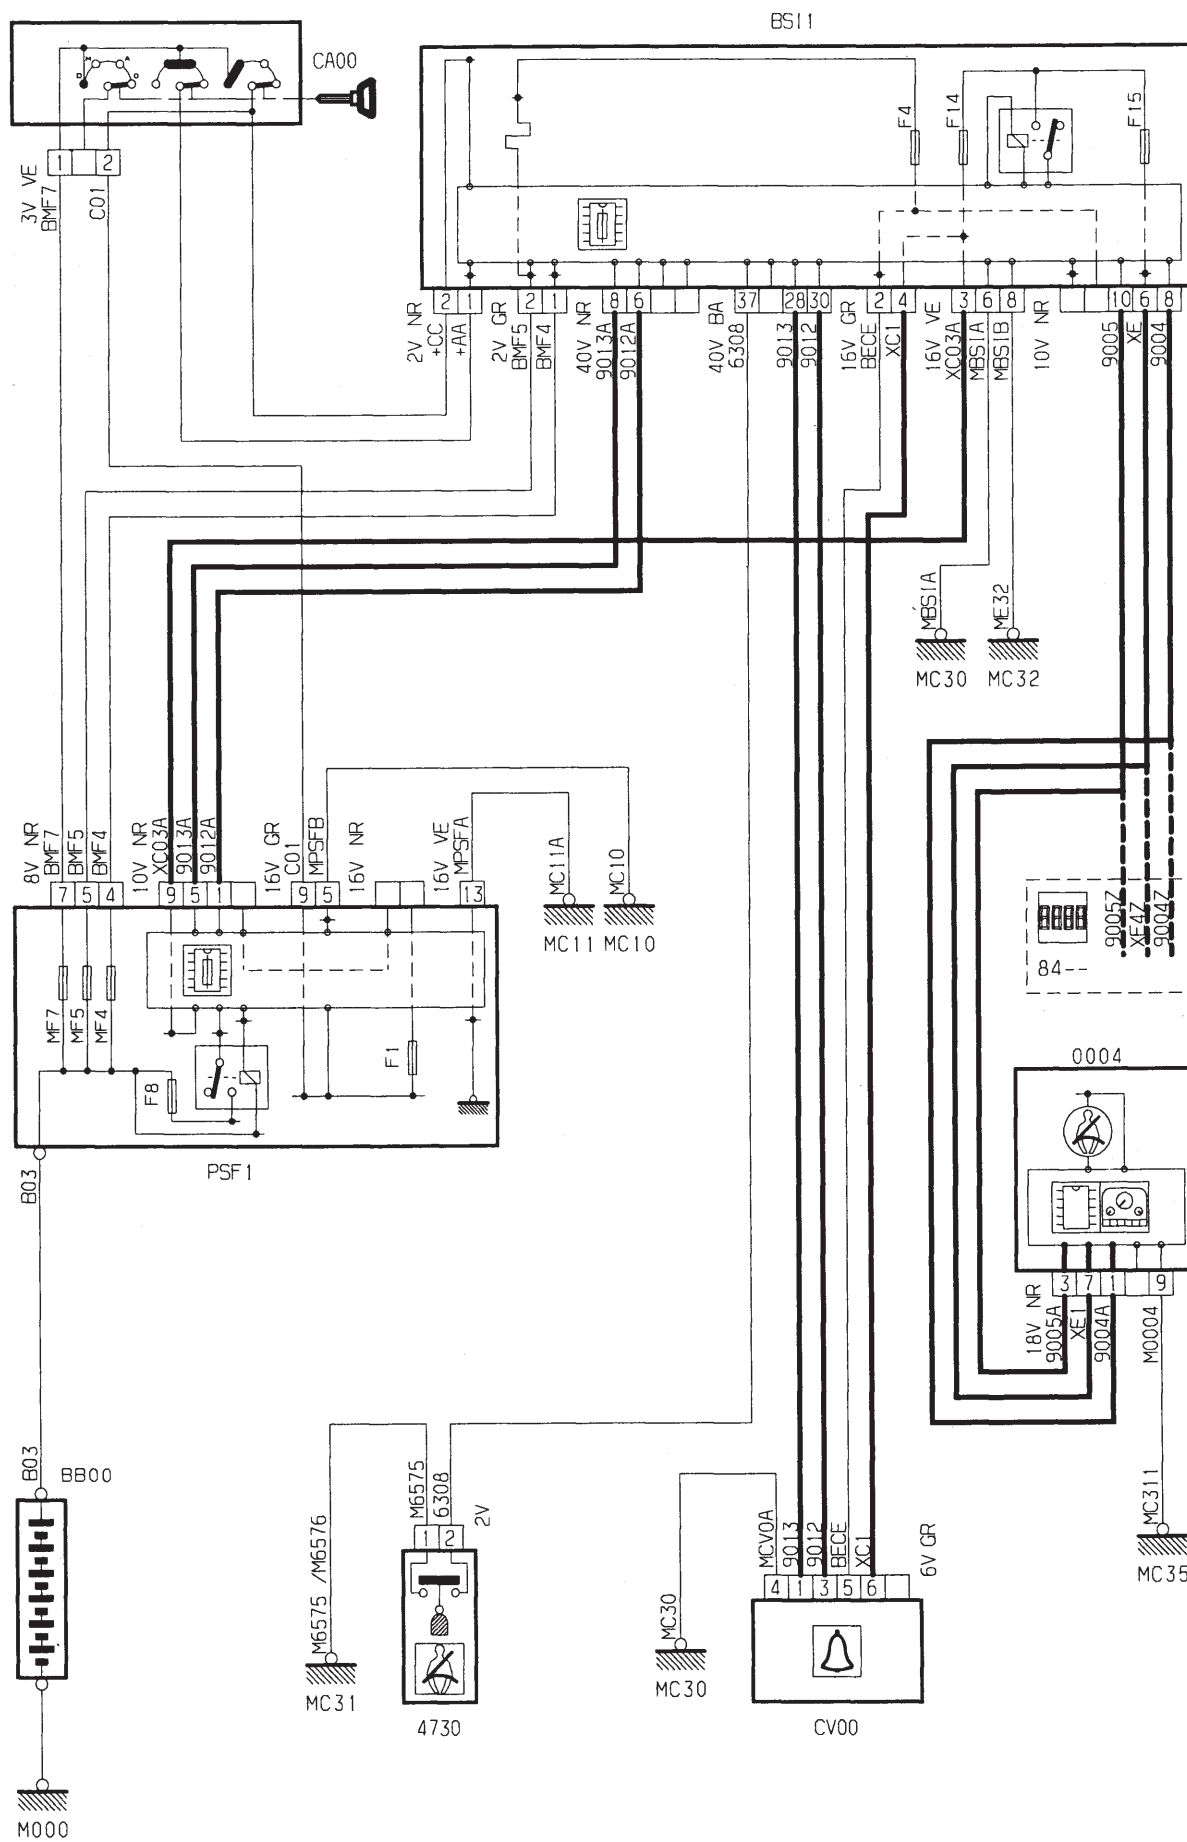 BSI1
CA00
M
A
D
O
F4
F14
F15
1
2
3V VE
BMF7
C01
2
1
2
1
8
6
37
28
30
2
4
3
6
8
10
6
8
2V NR
+CC
+AA
2V GR
BMF5
BMF4
40V NR
9013A
9012A
40V BA
6308
9013
9012
16V GR
BECE
XC1
16V VE
XC03A
MBS1A
MBS1B
10V NR
9005
XE
9004
MBS1A
ME32
MC30
MC32
8V NR
BMF7
BMF5
BMF4
10V NR
XC03A
9013A
9012A
16V GR
C01
MPSFB
16V NR
16V VE
MPSFA
MC11A
MC10
7
5
4
9
5
1
9
5
13
MC11
MC10
9005Z
XE4Z
9004Z
84--
MF7
MF5
MF4
F8
F1
PSF1
B03
0004
3
7
1
9
18V NR
9005A
XE1
9004A
M0004
B03
BB00
M6575
6308
2V
1
2
M6575 /M6576
MC31
4730
MC30
MC30
MCV0A
9013
9012
BECE
XC1
6V GR
4
1
3
5
6
CV00
MC311
MC35
M000